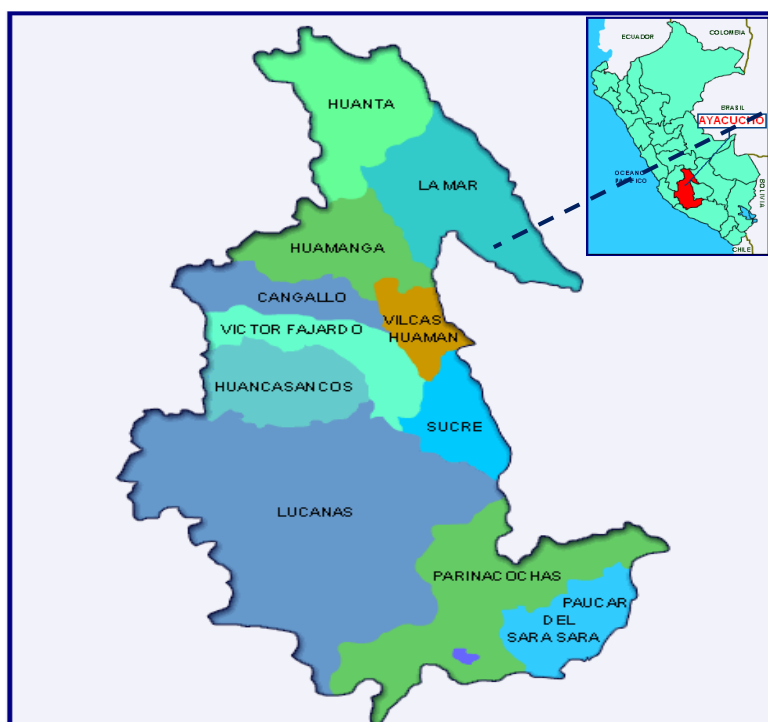 ECUADOR
COLOMBIA
BRASIL
AYACUCHO
OCEANO
PACIFICO
BOLIVIA
CHILE
HUANTA
LA MAR
HUAMANGA
CANGALLO
VILCAS
HUAMAN
VICTOR FAJARDO
HUANCASANCOS
SUCRE
LUCANAS
PARINACOCHAS
PAUCAR
DEL
SARA SARA